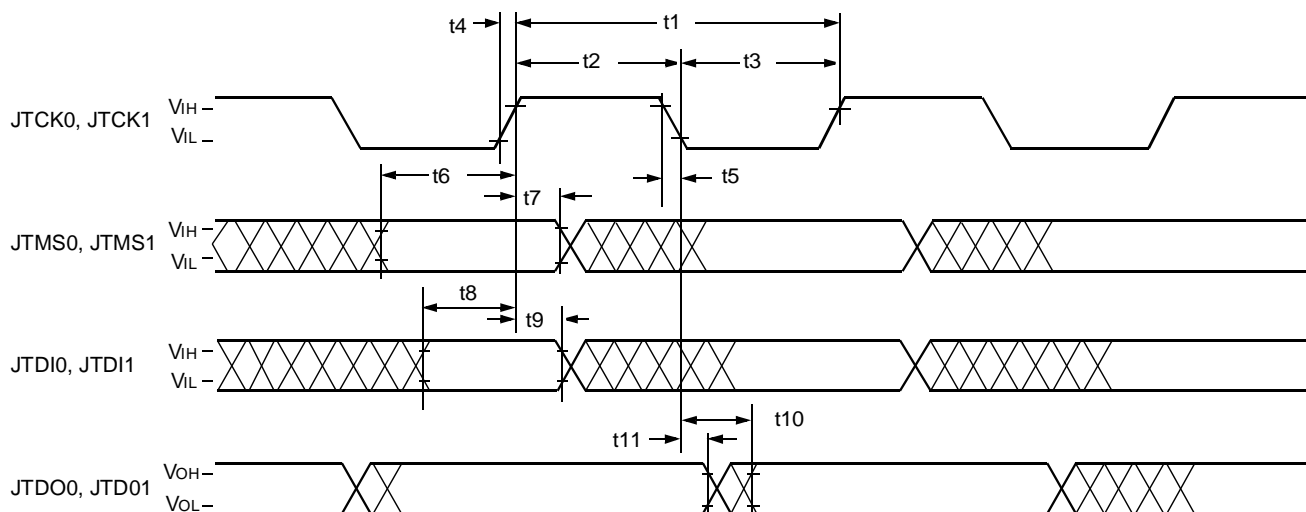 t4
t1
t2
t3
JTCK0, JTCK1
VIH
VIL
t6
t7
t5
JTMS0, JTMS1
VIH
VIL
t8
t9
JTDI0, JTDI1
VIH
VIL
t10
t11
JTDO0, JTD01
VOH
VOL